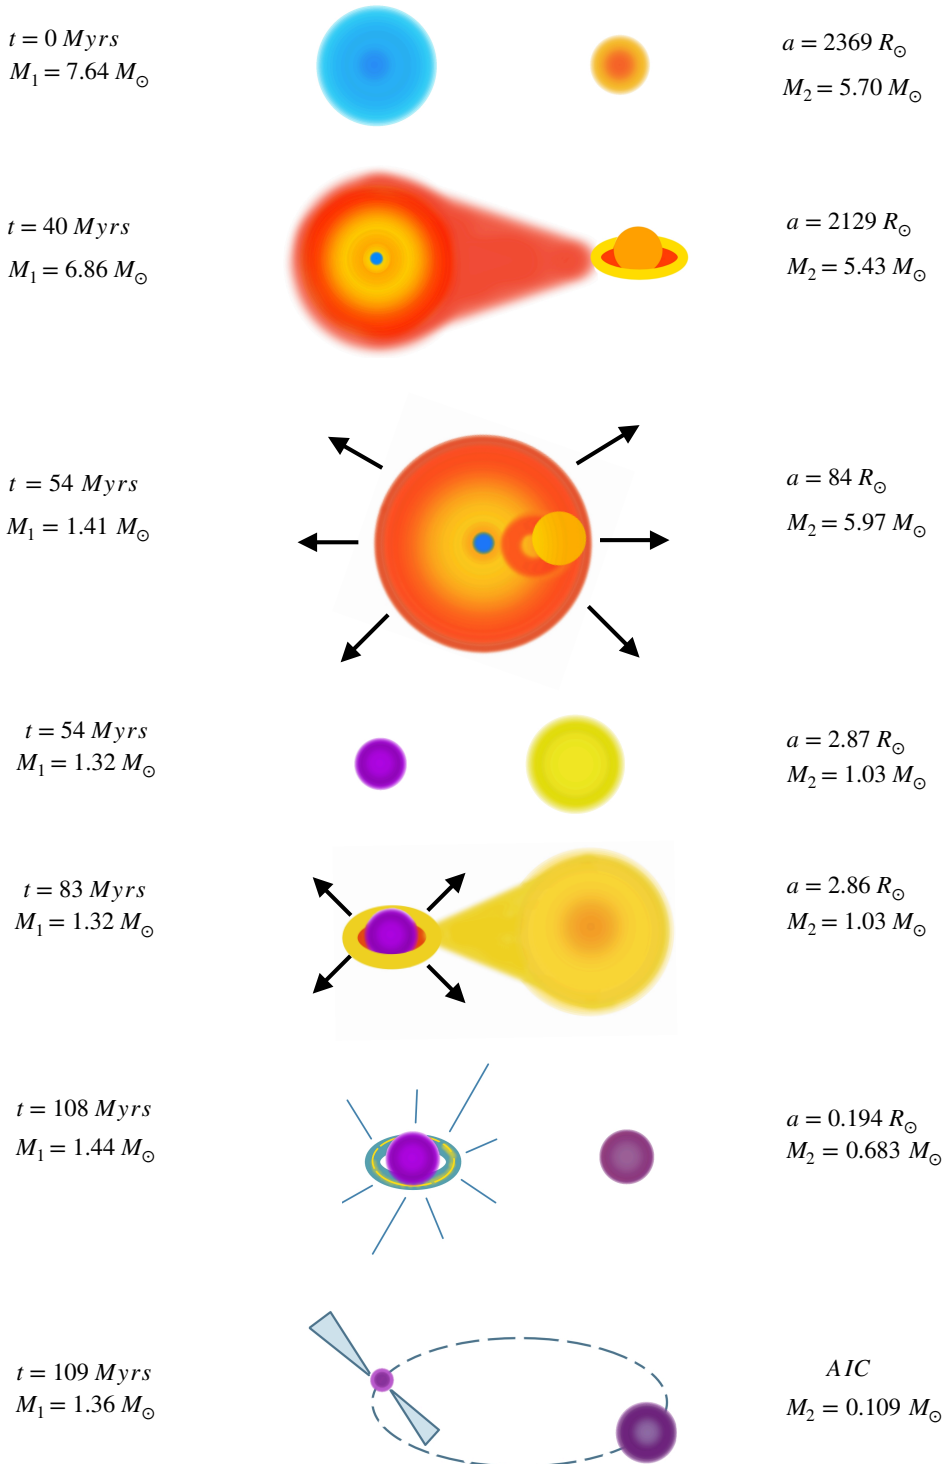 t = 0 Myrs
M₁ = 7.64 M☉
a = 2369 R☉
M₂ = 5.70 M☉
t = 40 Myrs
M₁ = 6.86 M☉
a = 2129 R☉
M₂ = 5.43 M☉
t = 54 Myrs
M₁ = 1.41 M☉
a = 84 R☉
M₂ = 5.97 M☉
t = 54 Myrs
M₁ = 1.32 M☉
a = 2.87 R☉
M₂ = 1.03 M☉
t = 83 Myrs
M₁ = 1.32 M☉
a = 2.86 R☉
M₂ = 1.03 M☉
t = 108 Myrs
M₁ = 1.44 M☉
a = 0.194 R☉
M₂ = 0.683 M☉
t = 109 Myrs
M₁ = 1.36 M☉
AIC
M₂ = 0.109 M☉